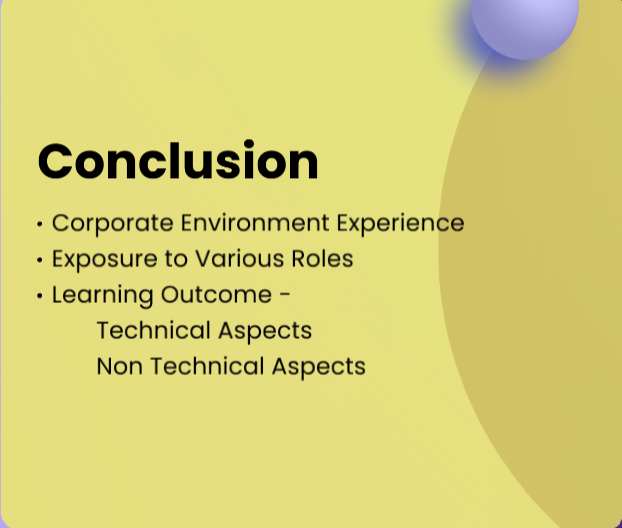 Conclusion
• Corporate Environment Experience
• Exposure to Various Roles
• Learning Outcome -
Technical Aspects
Non Technical Aspects